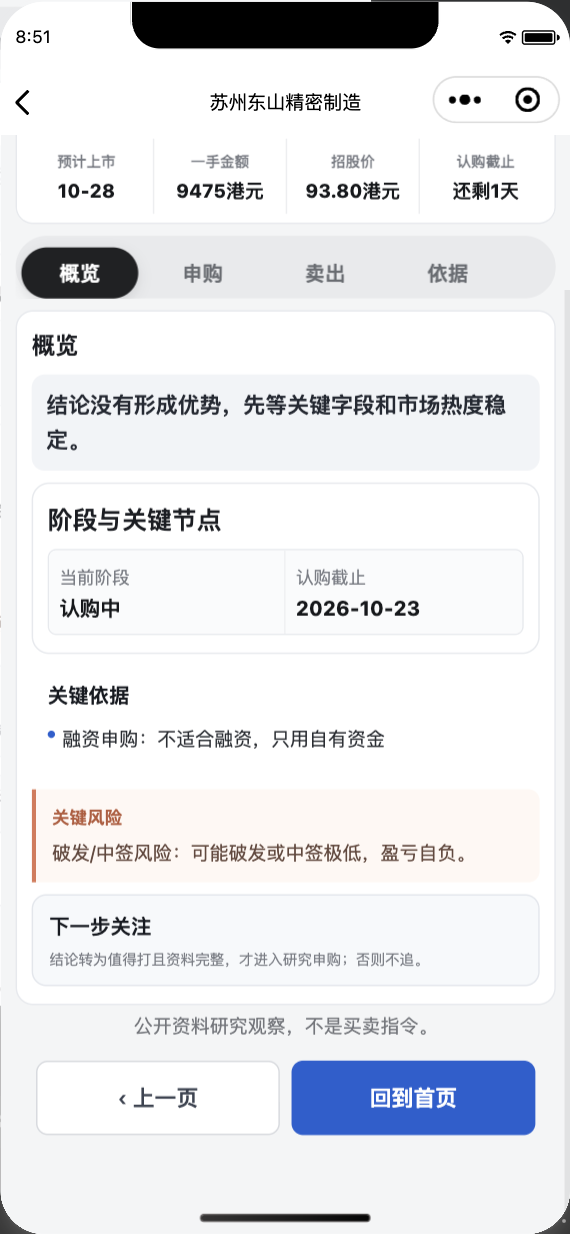 8:51
苏州东山精密制造
预计上市 一手金额 招股价 认购截止
10-28 9475港元 93.80港元 还剩1天
概览 申购 卖出 依据
概览
结论没有形成优势，先等关键字段和市场热度稳
定。
阶段与关键节点
当前阶段 认购截止
认购中 2026-10-23
关键依据
融资申购：不适合融资，只用自有资金
关键风险
破发/中签风险：可能破发或中签极低，盈亏自负。
下一步关注
结论转为值得打且资料完整，才进入研究申购；否则不追。
公开资料研究观察，不是买卖指令。
‹ 上一页 回到首页